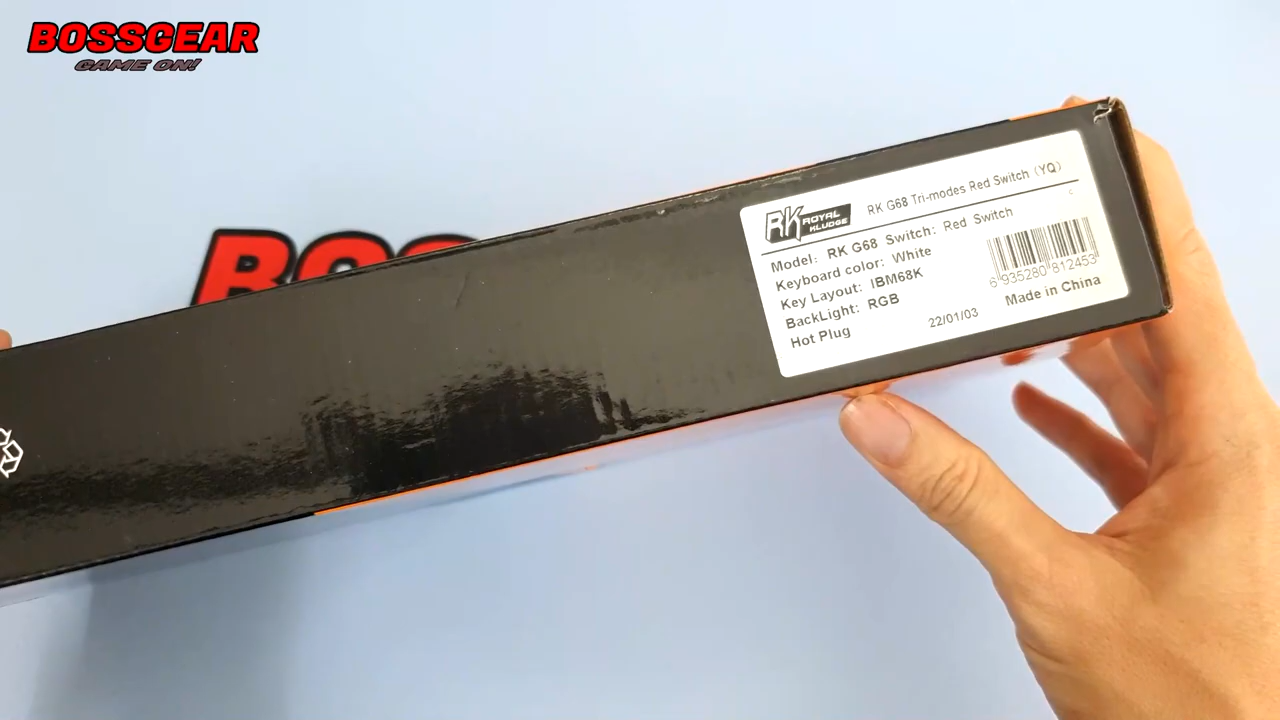 BOSSGEAR
GAME ON!
RK ROYAL KLUDGE
RK G68 Tri-modes Red Switch (YQ)
Model: RK G68 Switch: Red Switch
Keyboard color: White
Key Layout: IBM68K
BackLight: RGB
Hot Plug
22/01/03
6 935280 812453
Made in China